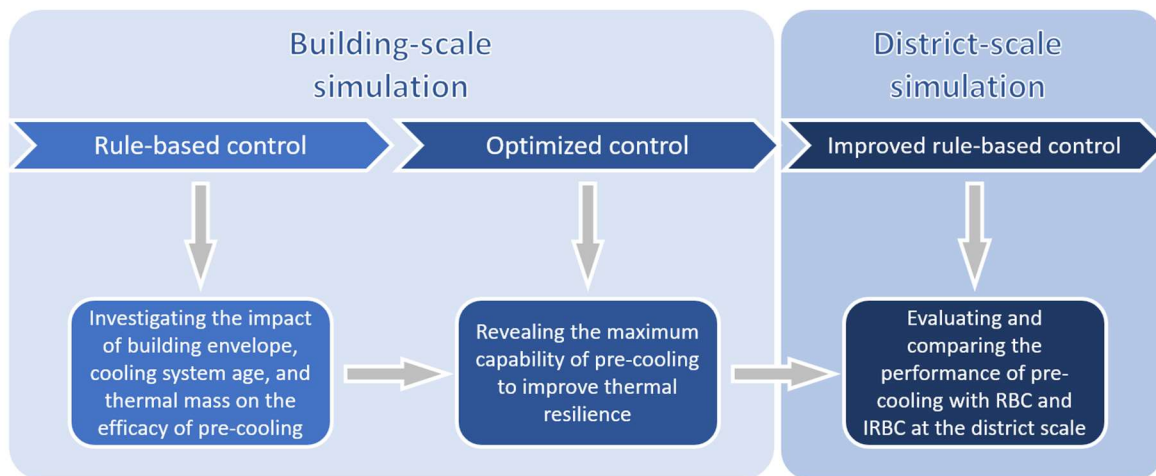 Building-scale
simulation
District-scale
simulation
Rule-based control
Optimized control
Improved rule-based control
Investigating the impact
of building envelope,
cooling system age, and
thermal mass on the
efficacy of pre-cooling
Revealing the maximum
capability of pre-cooling
to improve thermal
resilience
Evaluating and
comparing the
performance of pre-
cooling with RBC and
IRBC at the district scale